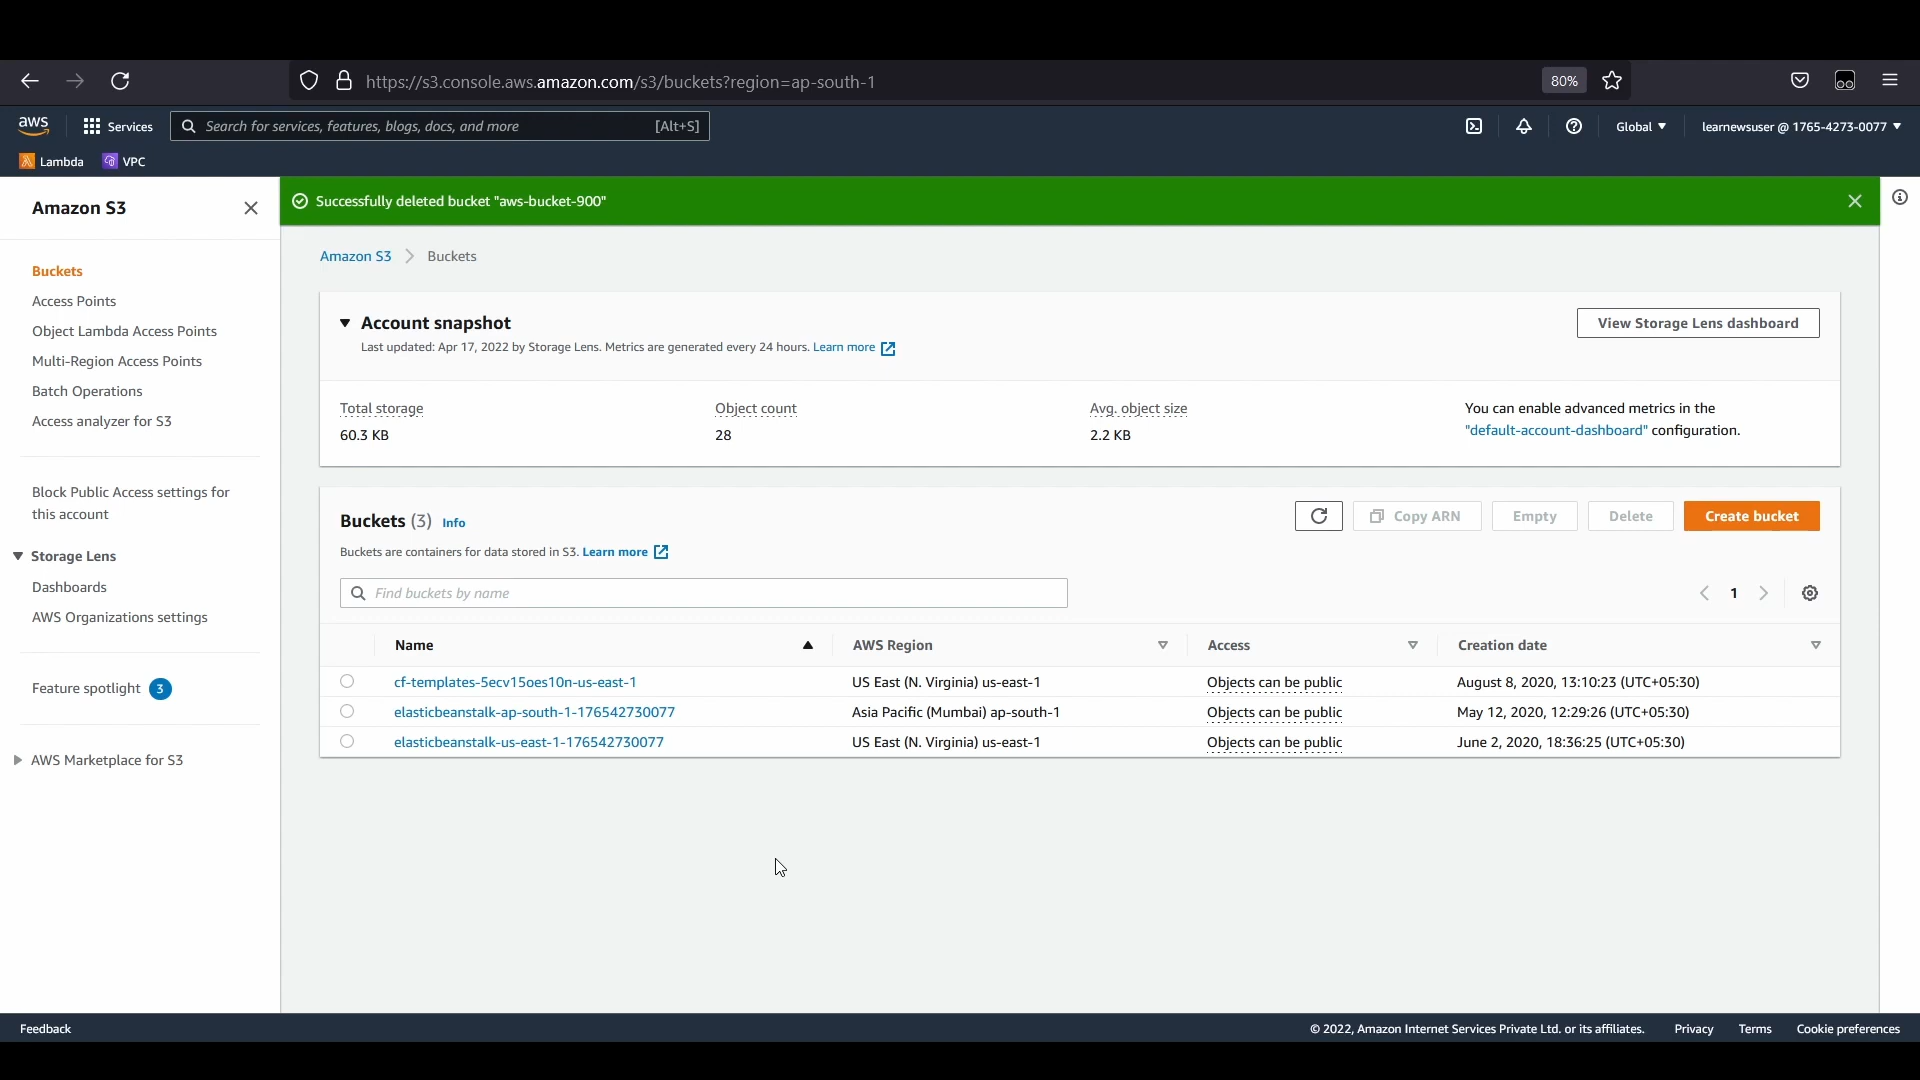 https://s3.console.aws.amazon.com/s3/buckets?region=ap-south-1
80%
aws
Services
Search for services, features, blogs, docs, and more
[Alt+S]
Global
learnewsuser @ 1765-4273-0077
Lambda
VPC
Amazon S3
Buckets
Access Points
Object Lambda Access Points
Multi-Region Access Points
Batch Operations
Access analyzer for S3
Block Public Access settings for
this account
Storage Lens
Dashboards
AWS Organizations settings
Feature spotlight 3
AWS Marketplace for S3
Successfully deleted bucket "aws-bucket-900"
Amazon S3 Buckets
Account snapshot
Last updated: Apr 17, 2022 by Storage Lens. Metrics are generated every 24 hours. Learn more
View Storage Lens dashboard
Total storage
60.3 KB
Object count
28
Avg. object size
2.2 KB
You can enable advanced metrics in the
"default-account-dashboard" configuration.
Buckets (3) Info
Buckets are containers for data stored in S3. Learn more
Copy ARN
Empty
Delete
Create bucket
Find buckets by name
1
Name AWS Region Access Creation date
cf-templates-5ecv15oes10n-us-east-1 US East (N. Virginia) us-east-1 Objects can be public August 8, 2020, 13:10:23 (UTC+05:30)
elasticbeanstalk-ap-south-1-176542730077 Asia Pacific (Mumbai) ap-south-1 Objects can be public May 12, 2020, 12:29:26 (UTC+05:30)
elasticbeanstalk-us-east-1-176542730077 US East (N. Virginia) us-east-1 Objects can be public June 2, 2020, 18:36:25 (UTC+05:30)
Feedback
© 2022, Amazon Internet Services Private Ltd. or its affiliates.
Privacy
Terms
Cookie preferences